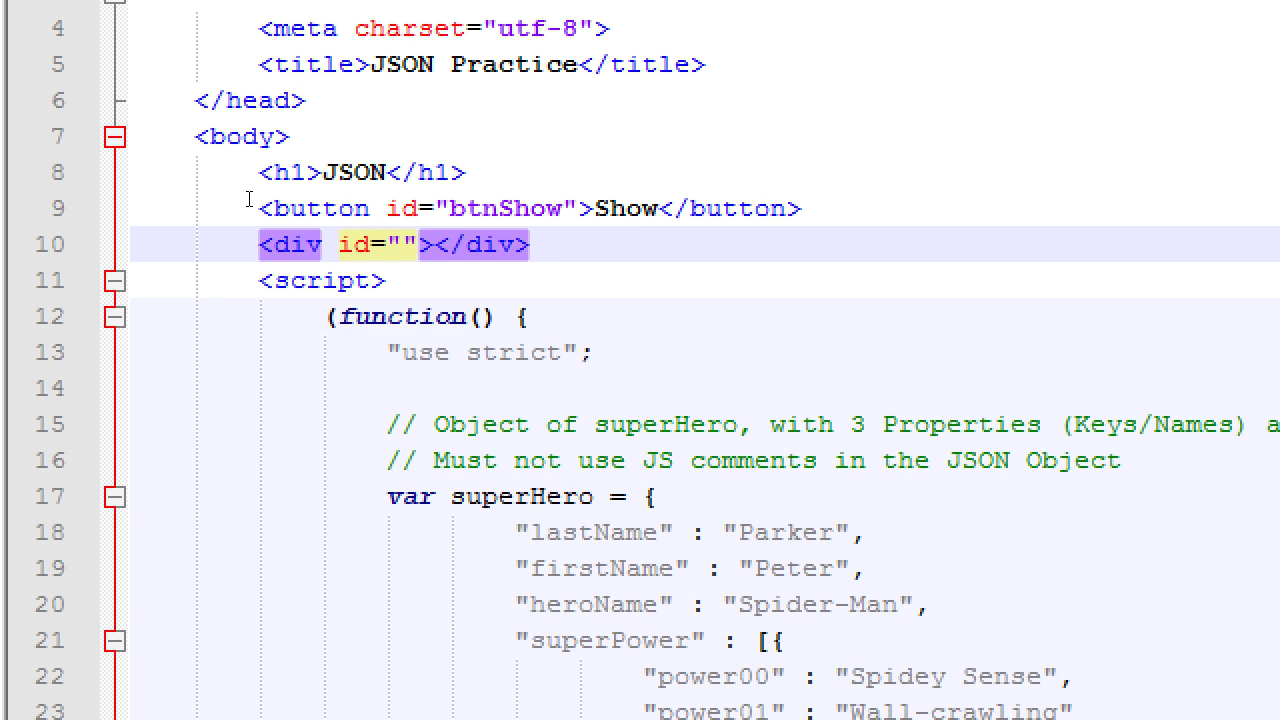 4 <meta charset="utf-8">
5 <title>JSON Practice</title>
6 </head>
7 <body>
8 <h1>JSON</h1>
9 <button id="btnShow">Show</button>
10 <div id=""></div>
11 <script>
12 (function() {
13 "use strict";
14
15 // Object of superHero, with 3 Properties (Keys/Names) a
16 // Must not use JS comments in the JSON Object
17 var superHero = {
18 "lastName" : "Parker",
19 "firstName" : "Peter",
20 "heroName" : "Spider-Man",
21 "superPower" : [{
22 "power00" : "Spidey Sense",
23 "power01" : "Wall-crawling"